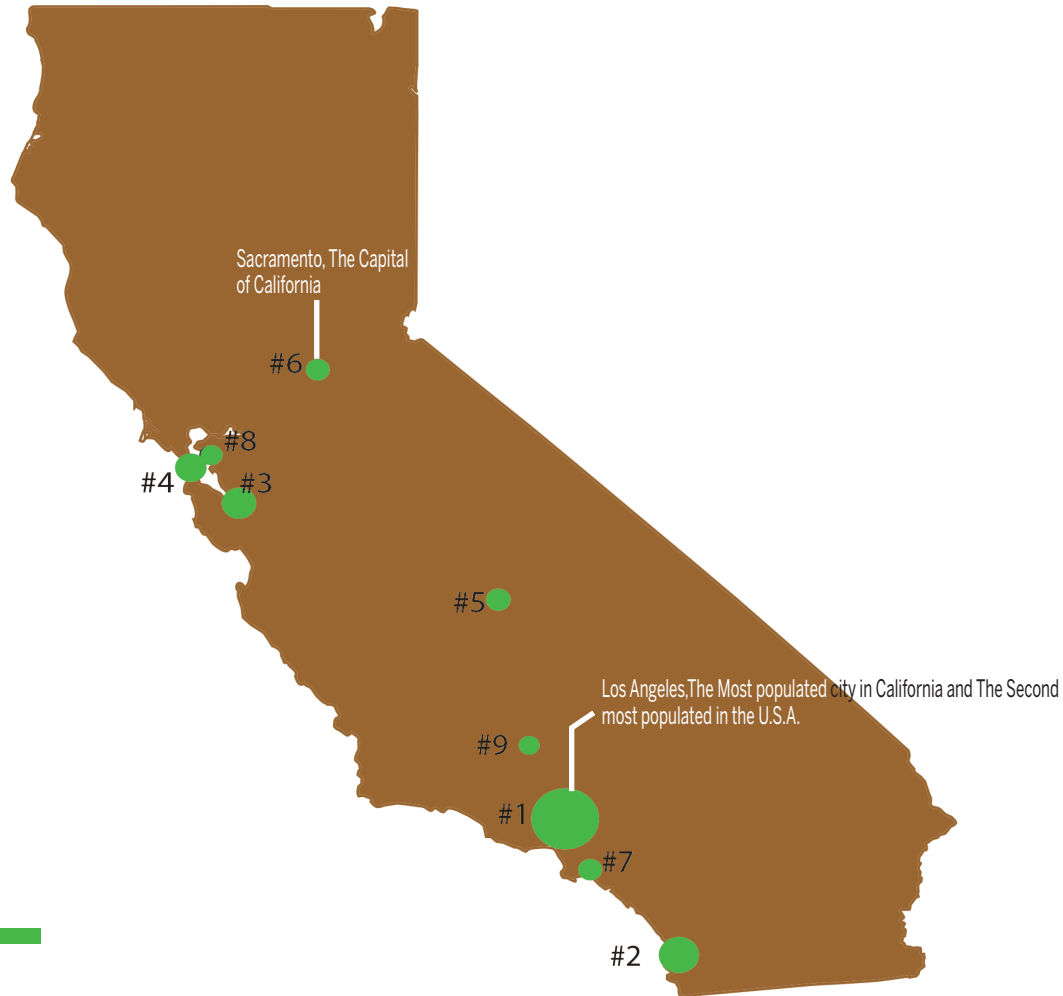 Sacramento, The Capital
of California
#6
#8
#4
#3
#5
Los Angeles,The Most populated city in California and The Second
most populated in the U.S.A.
#9
#1
#7
#2